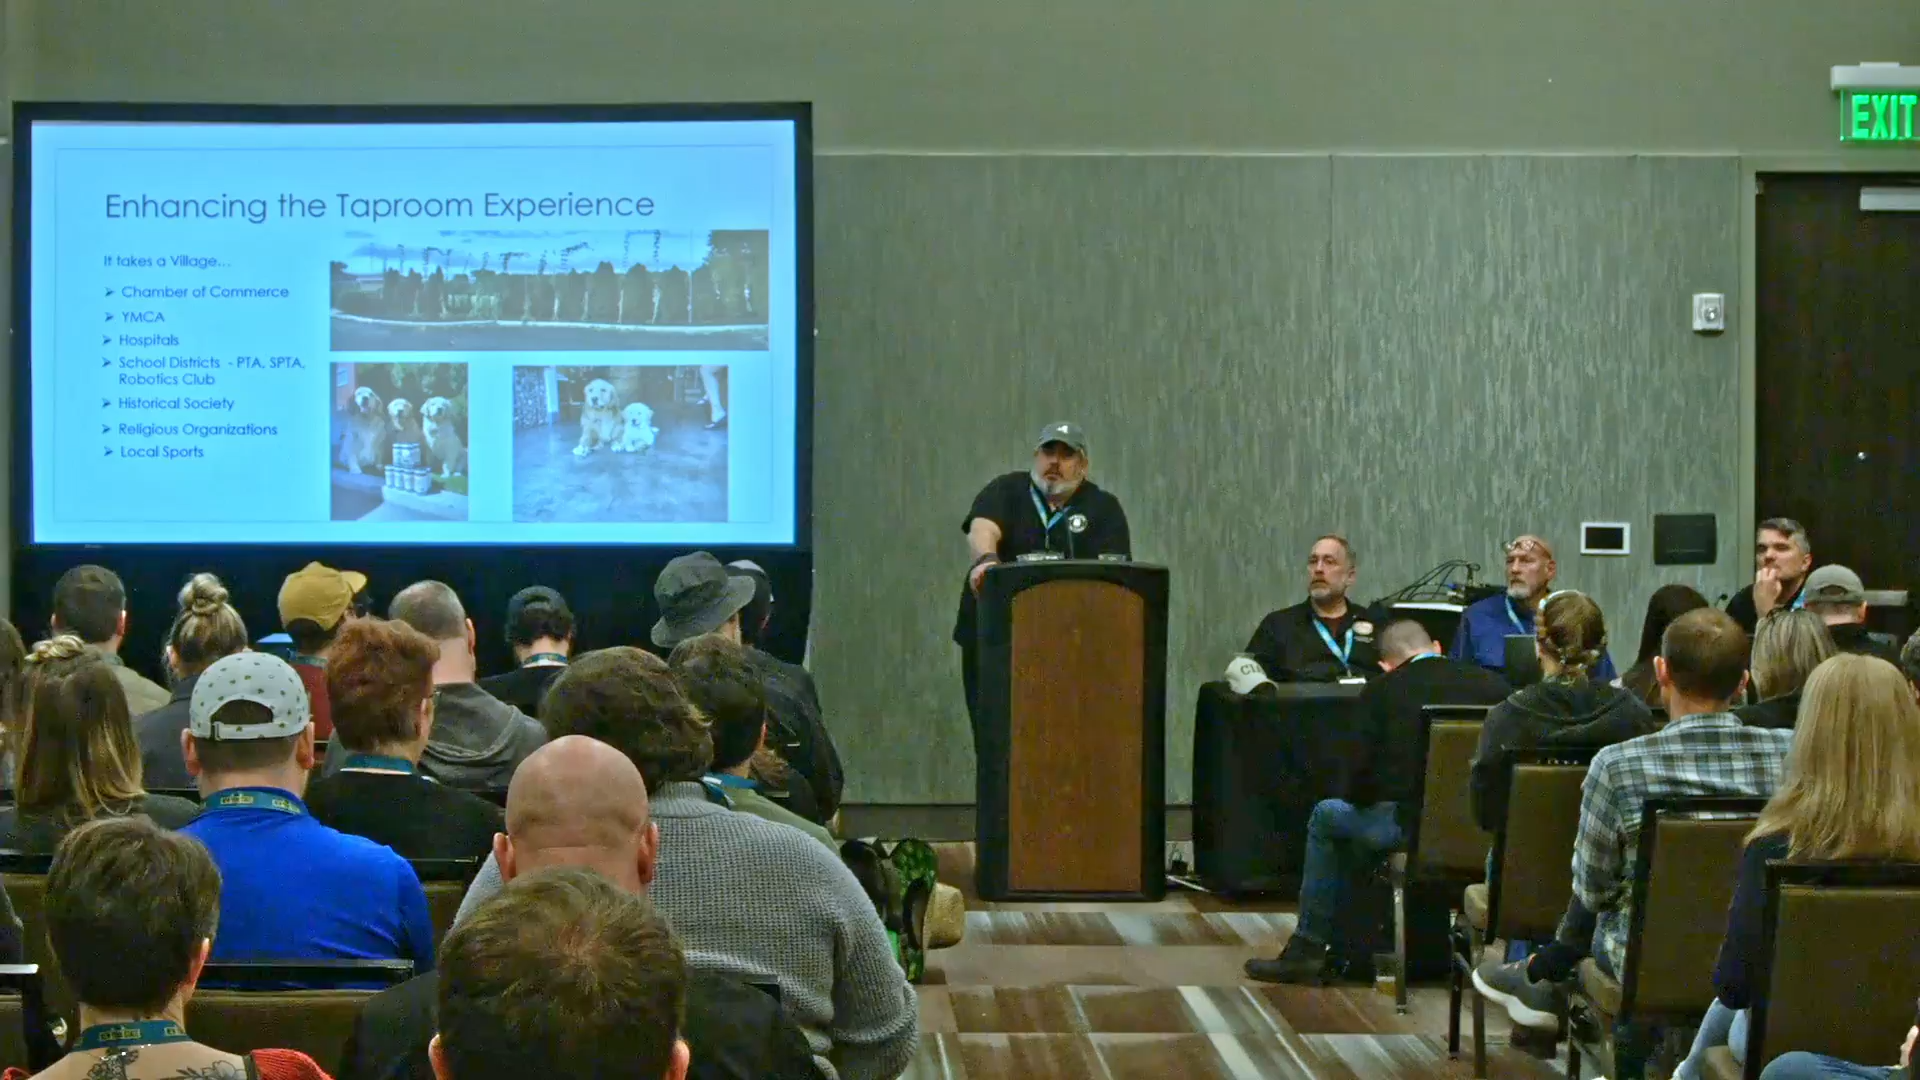 EXIT
Enhancing the Taproom Experience
It takes a Village...
➢ Chamber of Commerce
➢ YMCA
➢ Hospitals
➢ School Districts - PTA, SPTA,
Robotics Club
➢ Historical Society
➢ Religious Organizations
➢ Local Sports